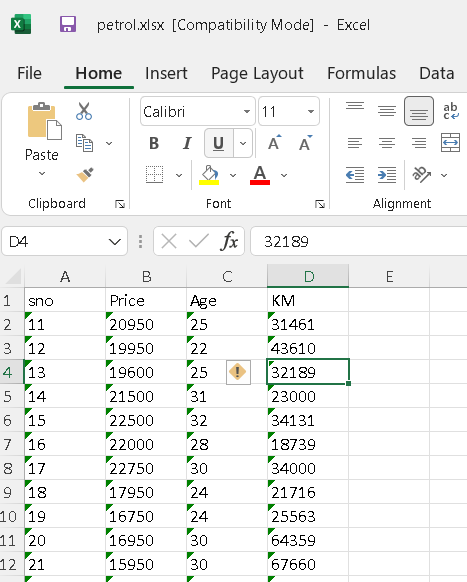 petrol.xlsx [Compatibility Mode] - Excel
File Home Insert Page Layout Formulas Data
Calibri 11 ab
c
Paste B I U A A
A
Clipboard Font Alignment
D4 fx 32189
A B C D E
1 sno Price Age KM
2 11 20950 25 31461
3 12 19950 22 43610
4 13 19600 25 32189
5 14 21500 31 23000
6 15 22500 32 34131
7 16 22000 28 18739
8 17 22750 30 34000
9 18 17950 24 21716
10 19 16750 24 25563
11 20 16950 30 64359
12 21 15950 30 67660